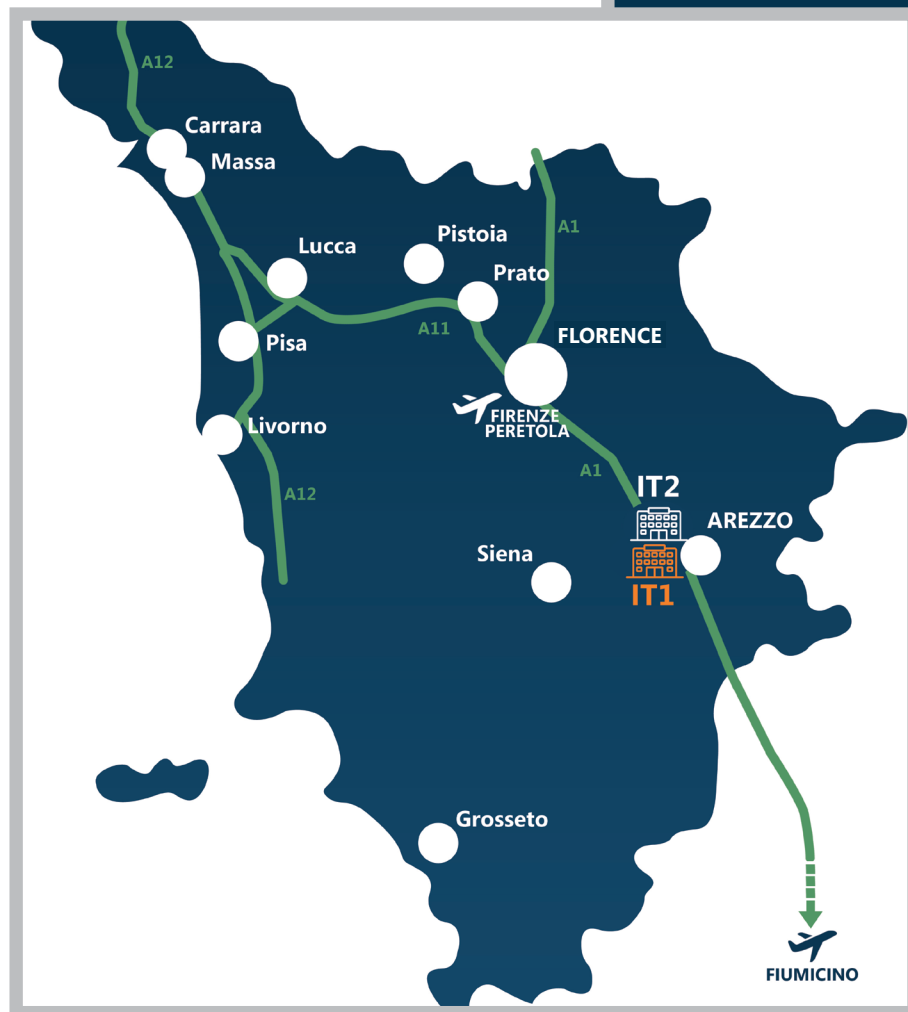 A12
Carrara
Massa
A1
Pistoia
Lucca
Prato
A11
FLORENCE
Pisa
FIRENZE
PERETOLA
Livorno
A1
IT2
A12
AREZZO
Siena
IT1
Grosseto
FIUMICINO